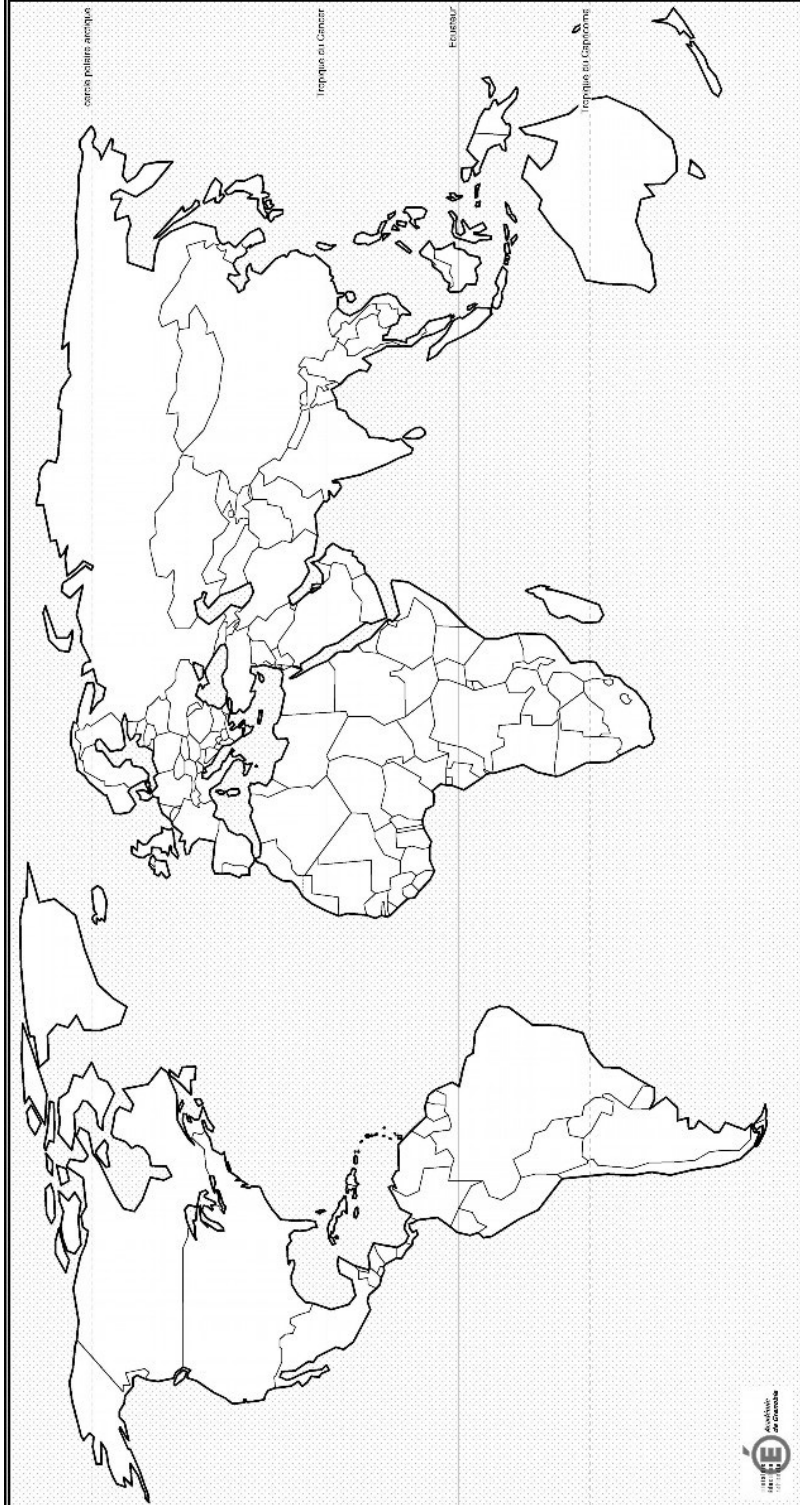 cercle polaire arctique
Tropique du Cancer
Equateur
Tropique du Capricorne
Académie
de Grenoble